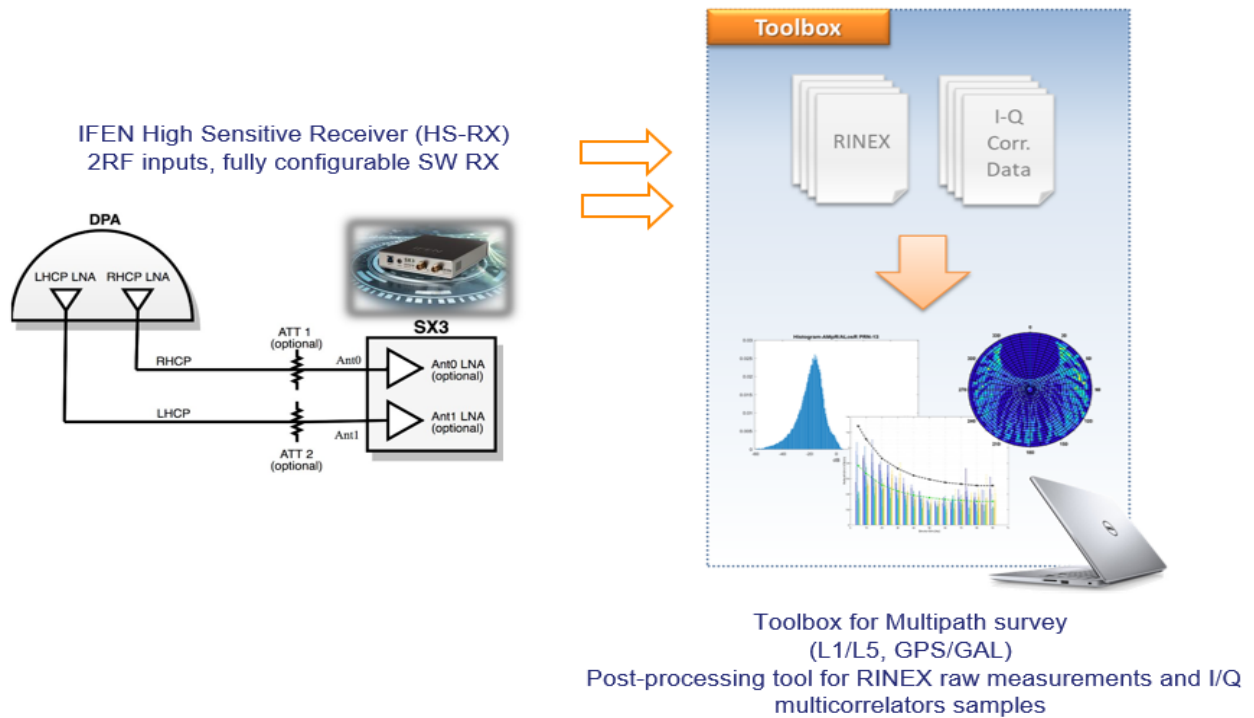 Toolbox
IFEN High Sensitive Receiver (HS-RX)
2RF inputs, fully configurable SW RX
RINEX
I-Q
Corr.
Data
DPA
LHCP LNA
RHCP LNA
ATT 1
(optional)
SX3
RHCP
Ant0
Ant0 LNA
(optional)
LHCP
Ant1
Ant1 LNA
(optional)
ATT 2
(optional)
Toolbox for Multipath survey
(L1/L5, GPS/GAL)
Post-processing tool for RINEX raw measurements and I/Q
multicorrelators samples